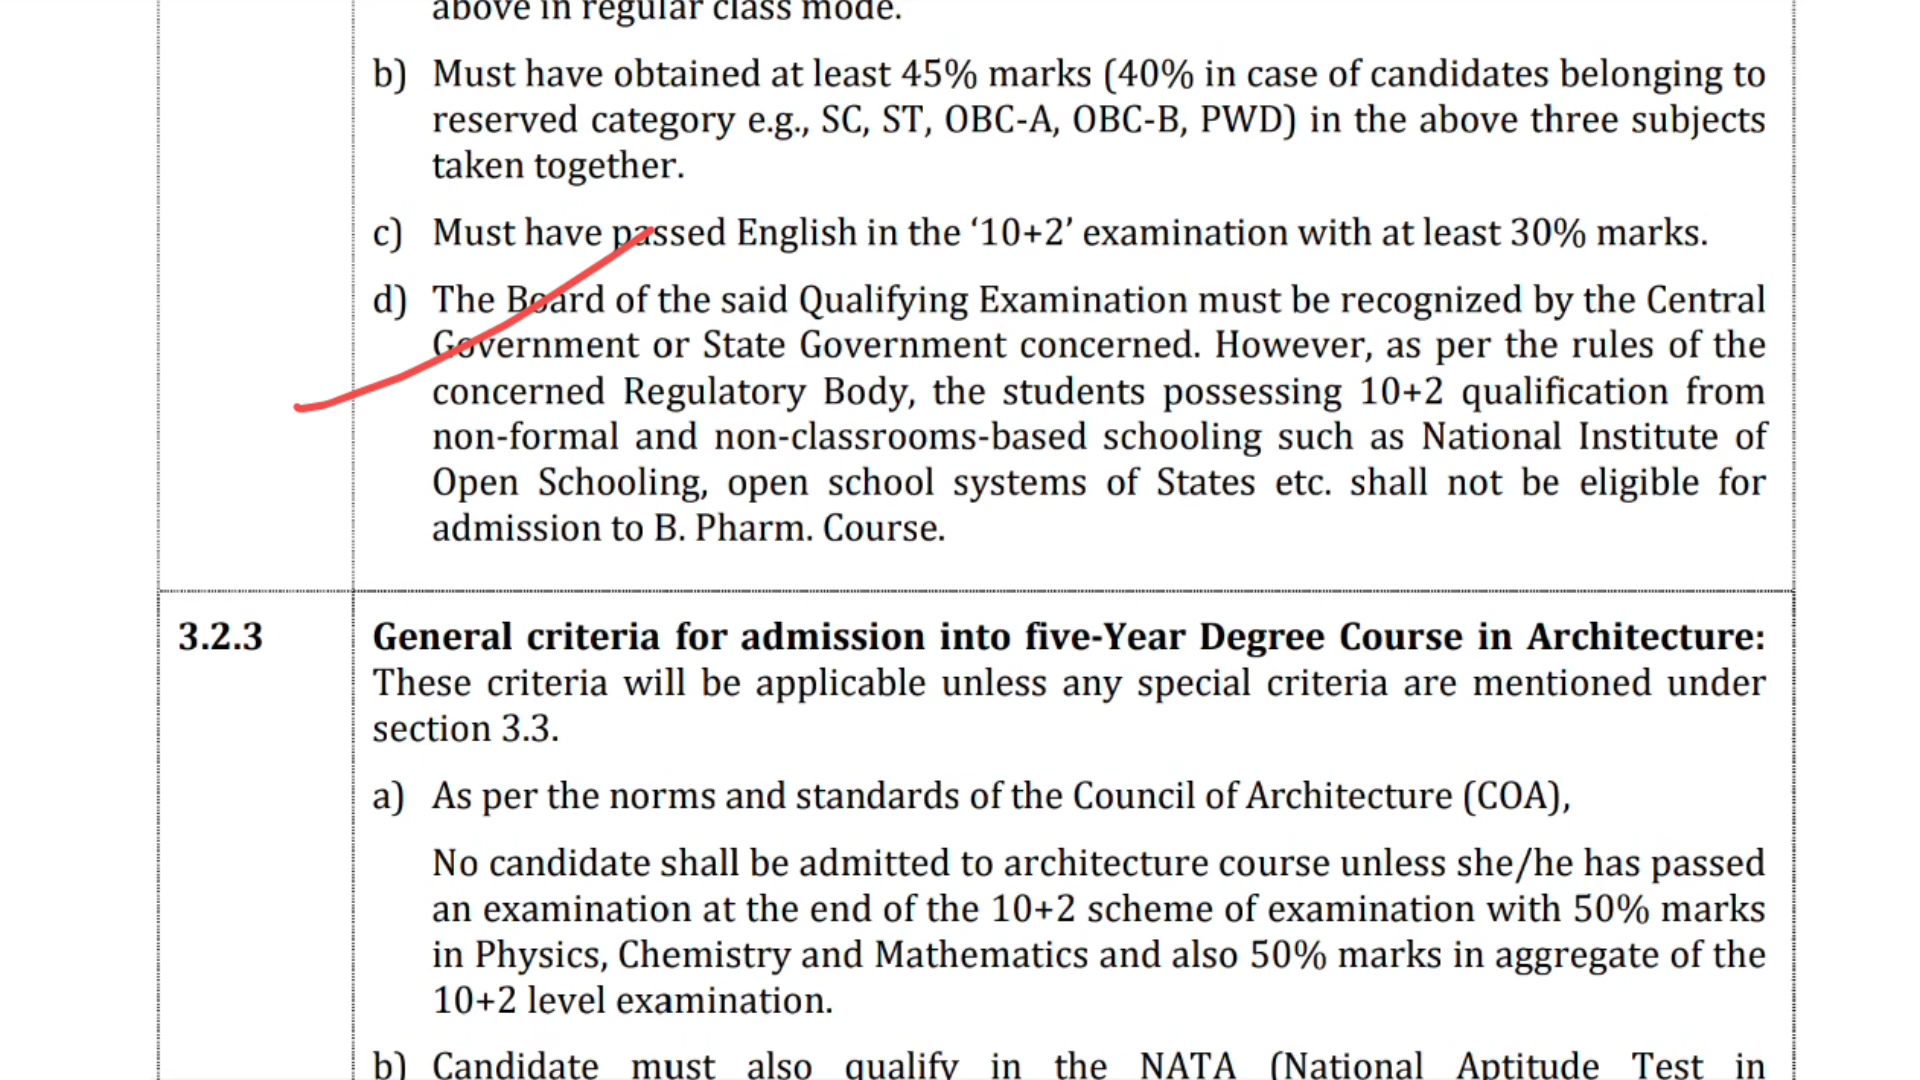 above in regular class mode.
b) Must have obtained at least 45% marks (40% in case of candidates belonging to
reserved category e.g., SC, ST, OBC-A, OBC-B, PWD) in the above three subjects
taken together.
c) Must have passed English in the ‘10+2’ examination with at least 30% marks.
d) The Board of the said Qualifying Examination must be recognized by the Central
Government or State Government concerned. However, as per the rules of the
concerned Regulatory Body, the students possessing 10+2 qualification from
non-formal and non-classrooms-based schooling such as National Institute of
Open Schooling, open school systems of States etc. shall not be eligible for
admission to B. Pharm. Course.
3.2.3 General criteria for admission into five-Year Degree Course in Architecture:
These criteria will be applicable unless any special criteria are mentioned under
section 3.3.
a) As per the norms and standards of the Council of Architecture (COA),
No candidate shall be admitted to architecture course unless she/he has passed
an examination at the end of the 10+2 scheme of examination with 50% marks
in Physics, Chemistry and Mathematics and also 50% marks in aggregate of the
10+2 level examination.
b) Candidate must also qualify in the NATA (National Aptitude Test in